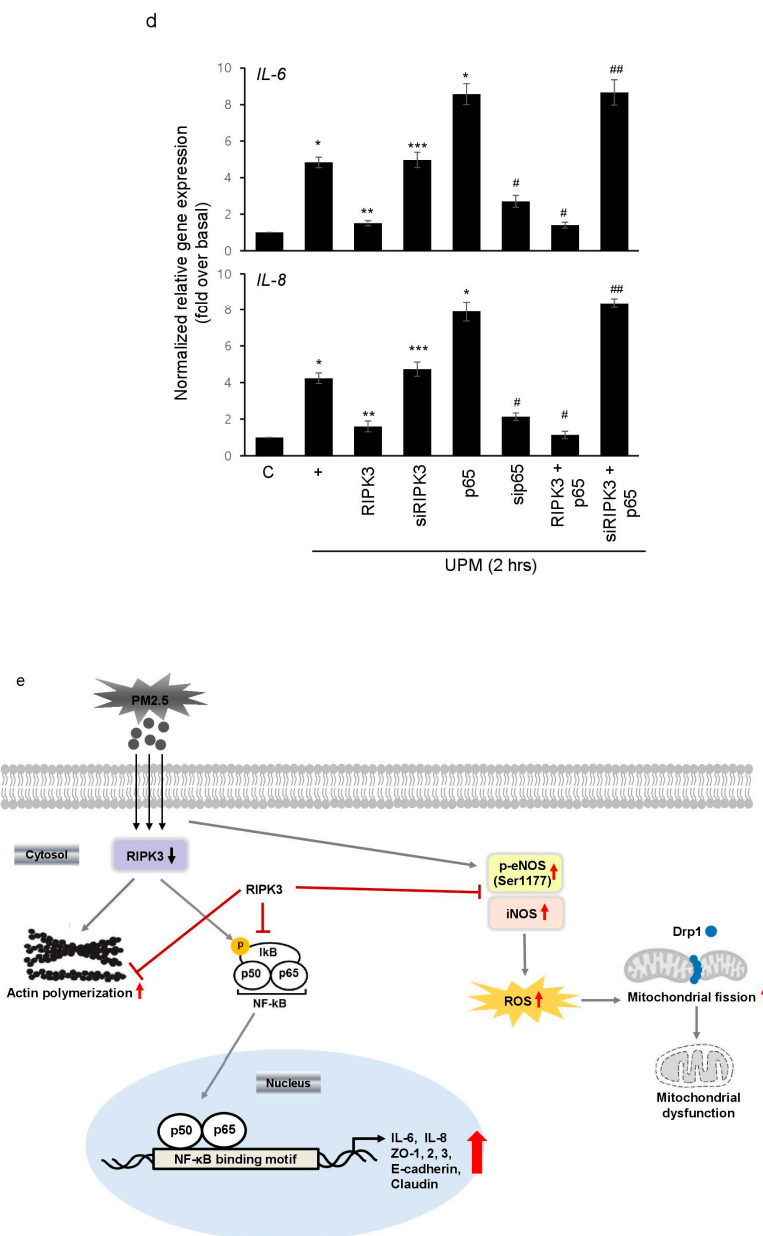 d
Normalized relative gene expression
(fold over basal)
IL-6
10
8
6
4
2
0
*
**
***
*
#
#
##
IL-8
10
8
6
4
2
0
*
**
***
*
#
#
##
C
+
RIPK3
siRIPK3
p65
sip65
RIPK3 +
p65
siRIPK3 +
p65
UPM (2 hrs)
e
PM2.5
Cytosol
RIPK3
p-eNOS
(Ser1177)
iNOS
RIPK3
P
IkB
p50
p65
NF-kB
Actin polymerization
Drp1
ROS
Mitochondrial fission
Mitochondrial
dysfunction
Nucleus
p50
p65
NF-κB binding motif
IL-6, IL-8
ZO-1, 2, 3,
E-cadherin,
Claudin